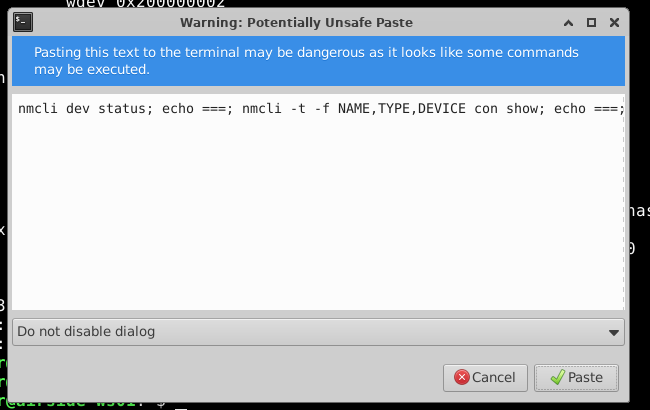 wdev 0x200000002
Warning: Potentially Unsafe Paste
Pasting this text to the terminal may be dangerous as it looks like some commands
may be executed.
nmcli dev status; echo ===; nmcli -t -f NAME,TYPE,DEVICE con show; echo ===;
Do not disable dialog
Cancel
Paste